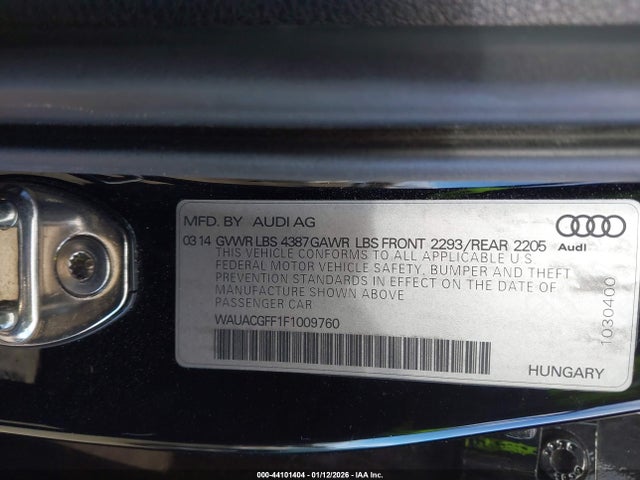 MFD. BY AUDI AG
Audi
03 14 GVWR LBS 4387 GAWR LBS FRONT 2293/REAR 2205
THIS VEHICLE CONFORMS TO ALL APPLICABLE U S
FEDERAL MOTOR VEHICLE SAFETY, BUMPER AND THEFT
PREVENTION STANDARDS IN EFFECT ON THE DATE OF
MANUFACTURE SHOWN ABOVE
PASSENGER CAR
WAUACGFF1F1009760
HUNGARY
1030400
000-44101404 - 01/12/2026 - IAA Inc.